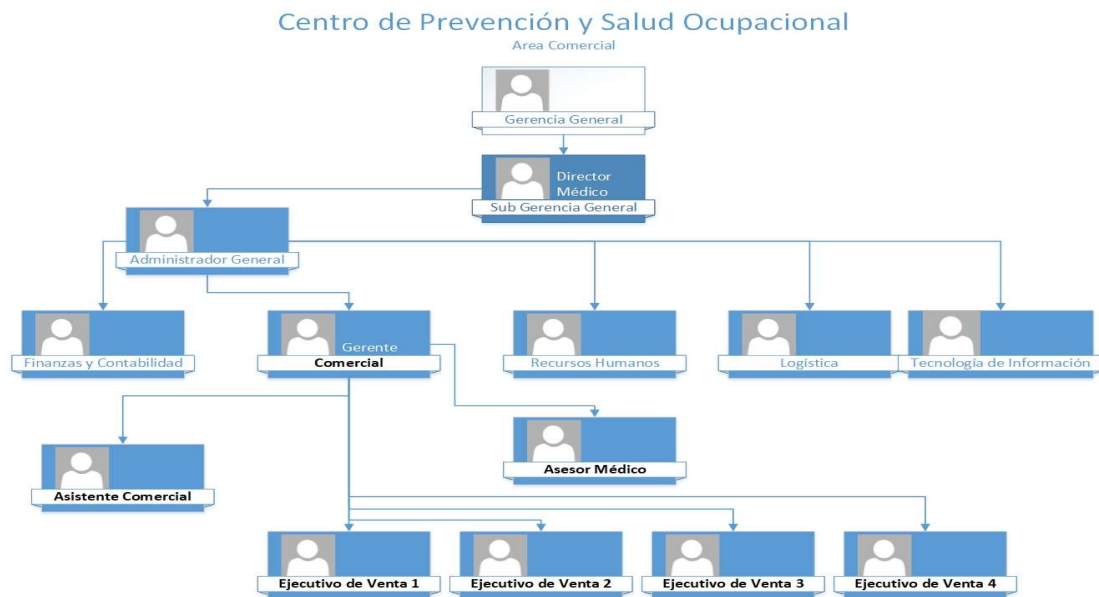 Centro de Prevención y Salud Ocupacional
Area Comercial
Gerencia General
Director
Médico
Sub Gerencia General
Administrador General
Finanzas y Contabilidad
Gerente
Comercial
Recursos Humanos
Logística
Tecnología de Información
Asistente Comercial
Asesor Médico
Ejecutivo de Venta 1
Ejecutivo de Venta 2
Ejecutivo de Venta 3
Ejecutivo de Venta 4